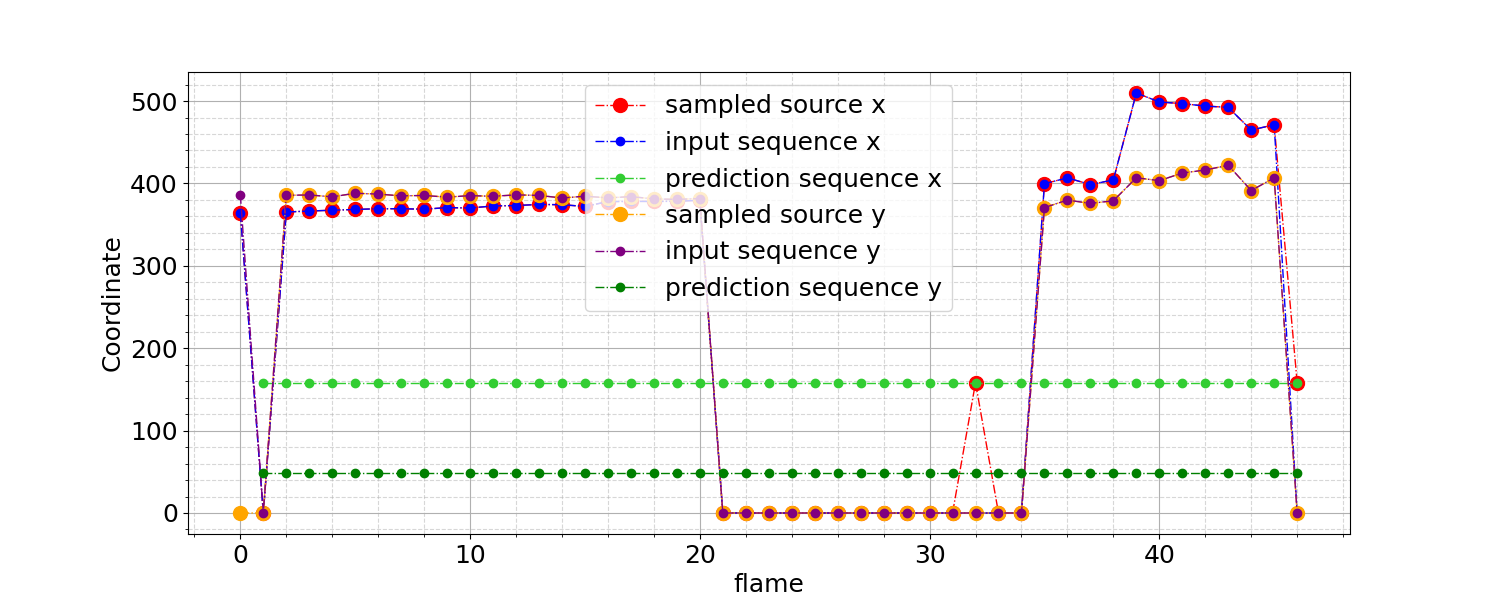 500
400
300
200
100
0
Coordinate
sampled source x
input sequence x
prediction sequence x
sampled source y
input sequence y
prediction sequence y
0 10 20 30 40
flame